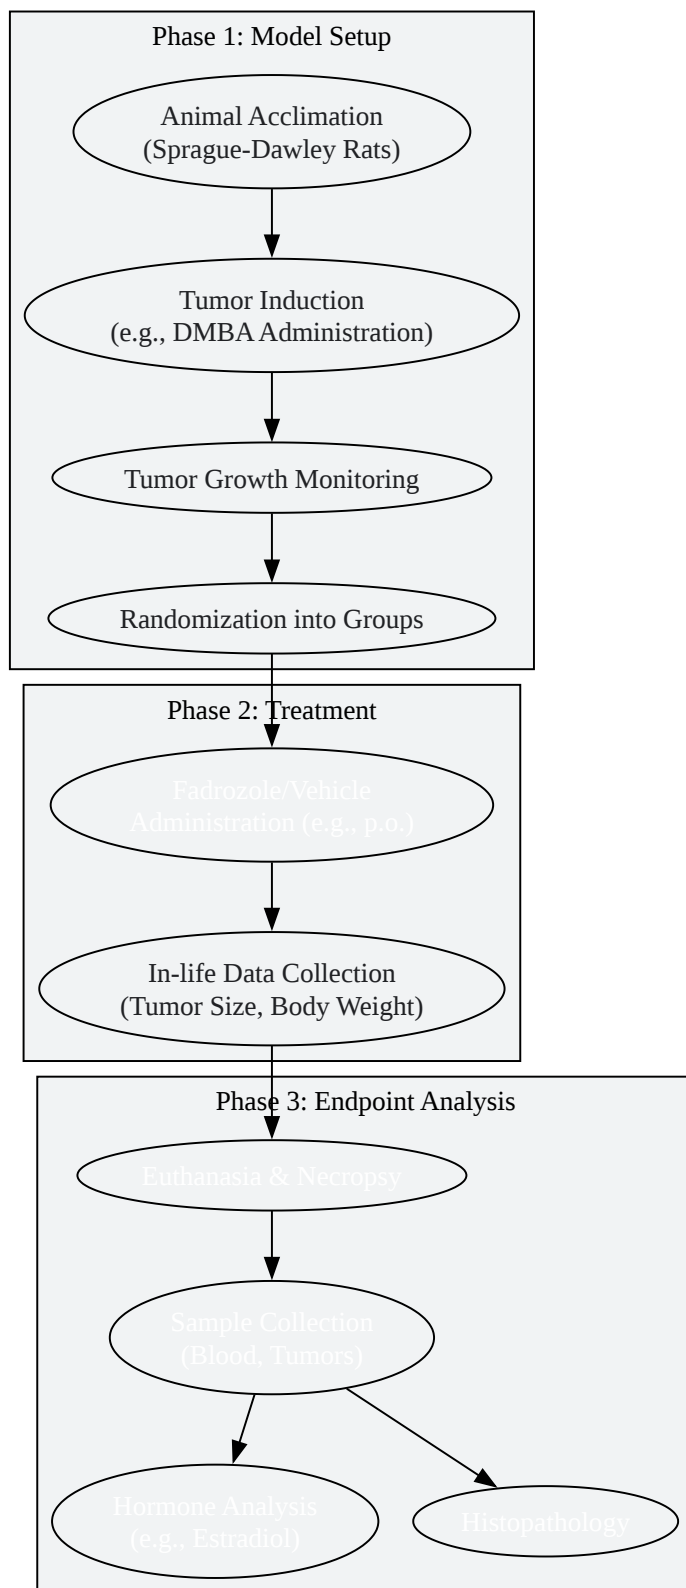 Phase 1: Model Setup
Animal Acclimation
(Sprague-Dawley Rats)
Tumor Induction
(e.g., DMBA Administration)
Tumor Growth Monitoring
Randomization into Groups
Phase 2: Treatment
Fadrozole/Vehicle
Administration (e.g., p.o.)
In-life Data Collection
(Tumor Size, Body Weight)
Phase 3: Endpoint Analysis
Euthanasia & Necropsy
Sample Collection
(Blood, Tumors)
Hormone Analysis
(e.g., Estradiol)
Histopathology